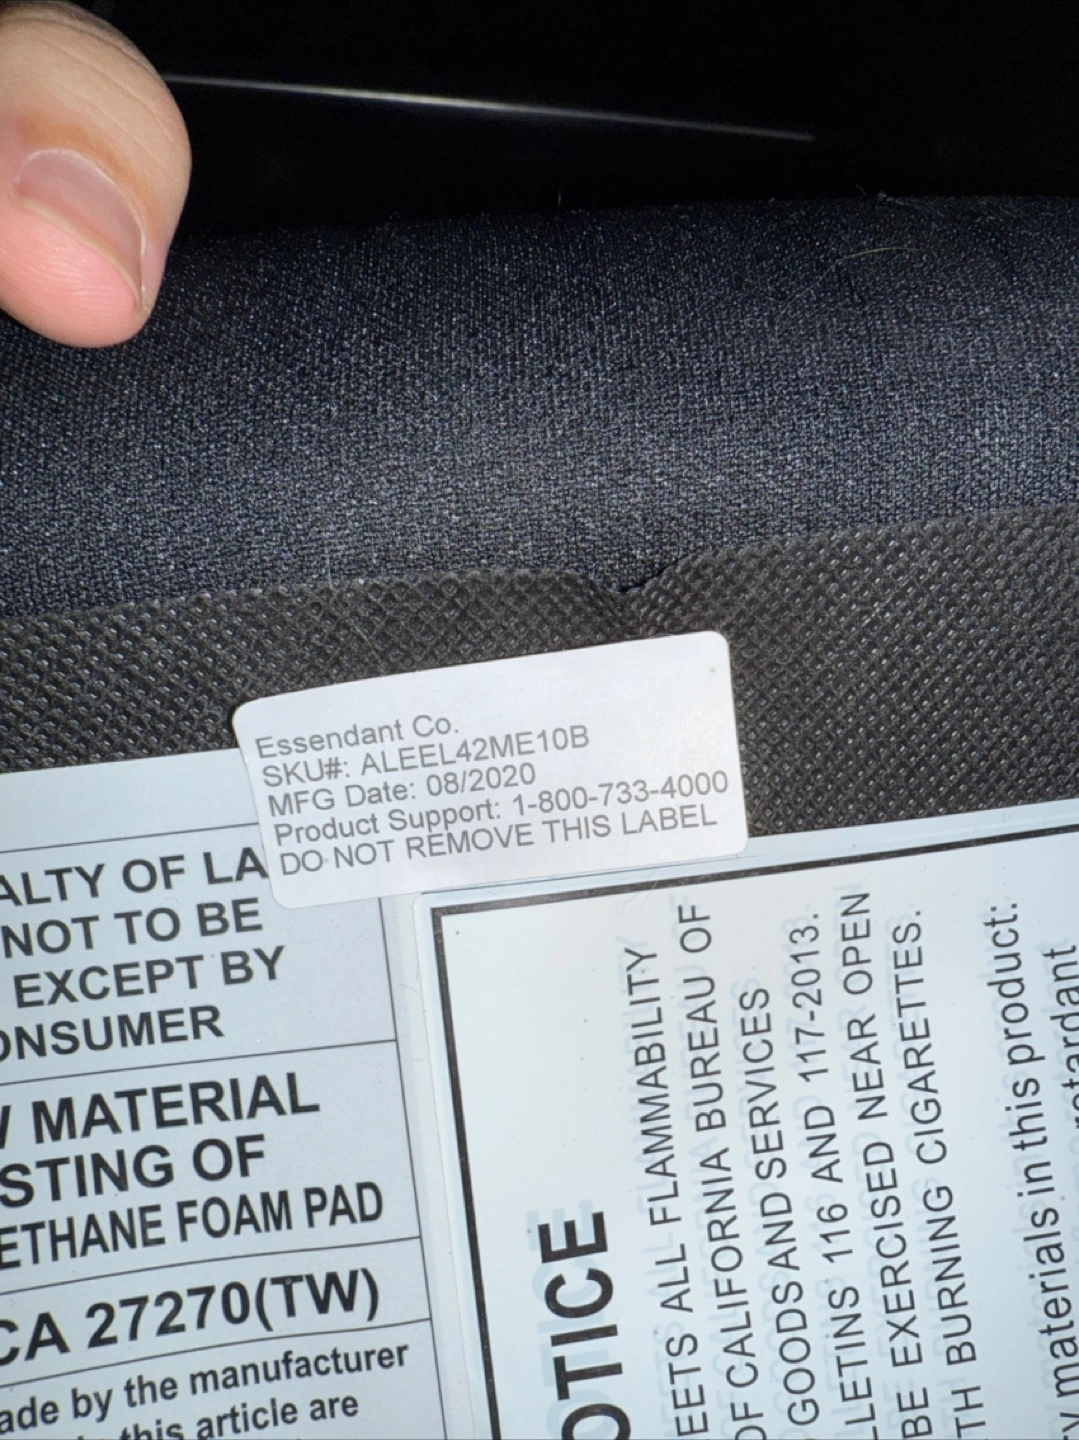 Essendant Co.
SKU#: ALEEL42ME10B
MFG Date: 08/2020
Product Support: 1-800-733-4000
DO NOT REMOVE THIS LABEL
ALTY OF LA
NOT TO BE
EXCEPT BY
ONSUMER
MATERIAL
STING OF
ETHANE FOAM PAD
CA 27270(TW)
ade by the manufacturer
this article are
OTICE
EETS ALL FLAMMABILITY
OF CALIFORNIA BUREAU OF
GOODS AND SERVICES
LLETINS 116 AND 117-2013.
BE EXERCISED NEAR OPEN
TH BURNING CIGARETTES.
materials in this product:
etardant